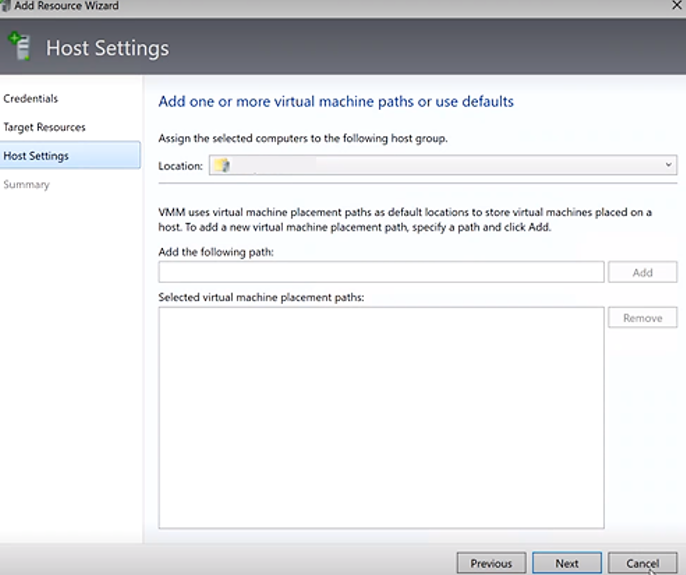 Add Resource Wizard
Host Settings
Credentials
Target Resources
Host Settings
Summary
Add one or more virtual machine paths or use defaults
Assign the selected computers to the following host group.
Location:
VMM uses virtual machine placement paths as default locations to store virtual machines placed on a
host. To add a new virtual machine placement path, specify a path and click Add.
Add the following path:
Add
Selected virtual machine placement paths:
Remove
Previous
Next
Cancel